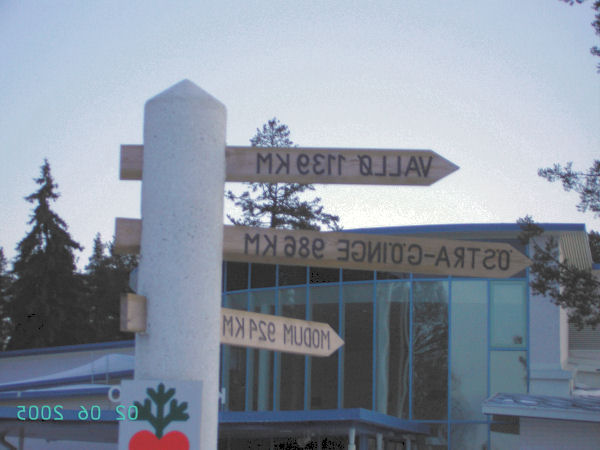 VALLØ 1139 KM
ÖSTRA-GÖINGE 986 KM
MODUM 924 KM
02 06 2005